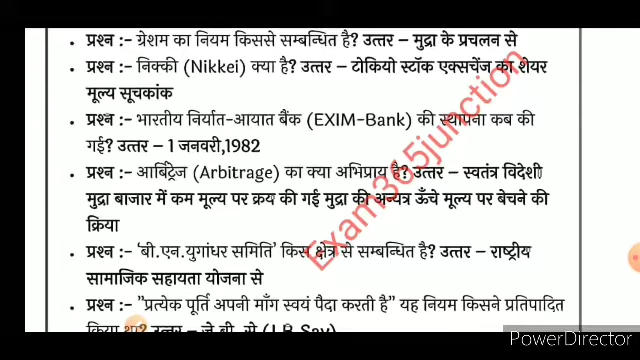 • प्रश्न :- ग्रेशम का नियम किससे सम्बन्धित है? उत्तर – मुद्रा के प्रचलन से
• प्रश्न :- निक्की (Nikkei) क्या है? उत्तर – टोकियो स्टॉक एक्सचेंज का शेयर
मूल्य सूचकांक
• प्रश्न :- भारतीय निर्यात-आयात बैंक (EXIM-Bank) की स्थापना कब की
गई? उत्तर – 1 जनवरी,1982
• प्रश्न :- आर्बिट्रेज (Arbitrage) का क्या अभिप्राय है? उत्तर – स्वतंत्र विदेशी
मुद्रा बाजार में कम मूल्य पर क्रय की गई मुद्रा की अन्यत्र ऊँचे मूल्य पर बेचने की
क्रिया
• प्रश्न :- ‘बी.एन.युगांधर समिति’ किस क्षेत्र से सम्बन्धित है? उत्तर – राष्ट्रीय
सामाजिक सहायता योजना से
• प्रश्न :- ”प्रत्येक पूर्ति अपनी माँग स्वयं पैदा करती है” यह नियम किसने प्रतिपादित
किया था? उत्तर – जे.बी. से (J.B.Say)
Exam365junction
PowerDirector